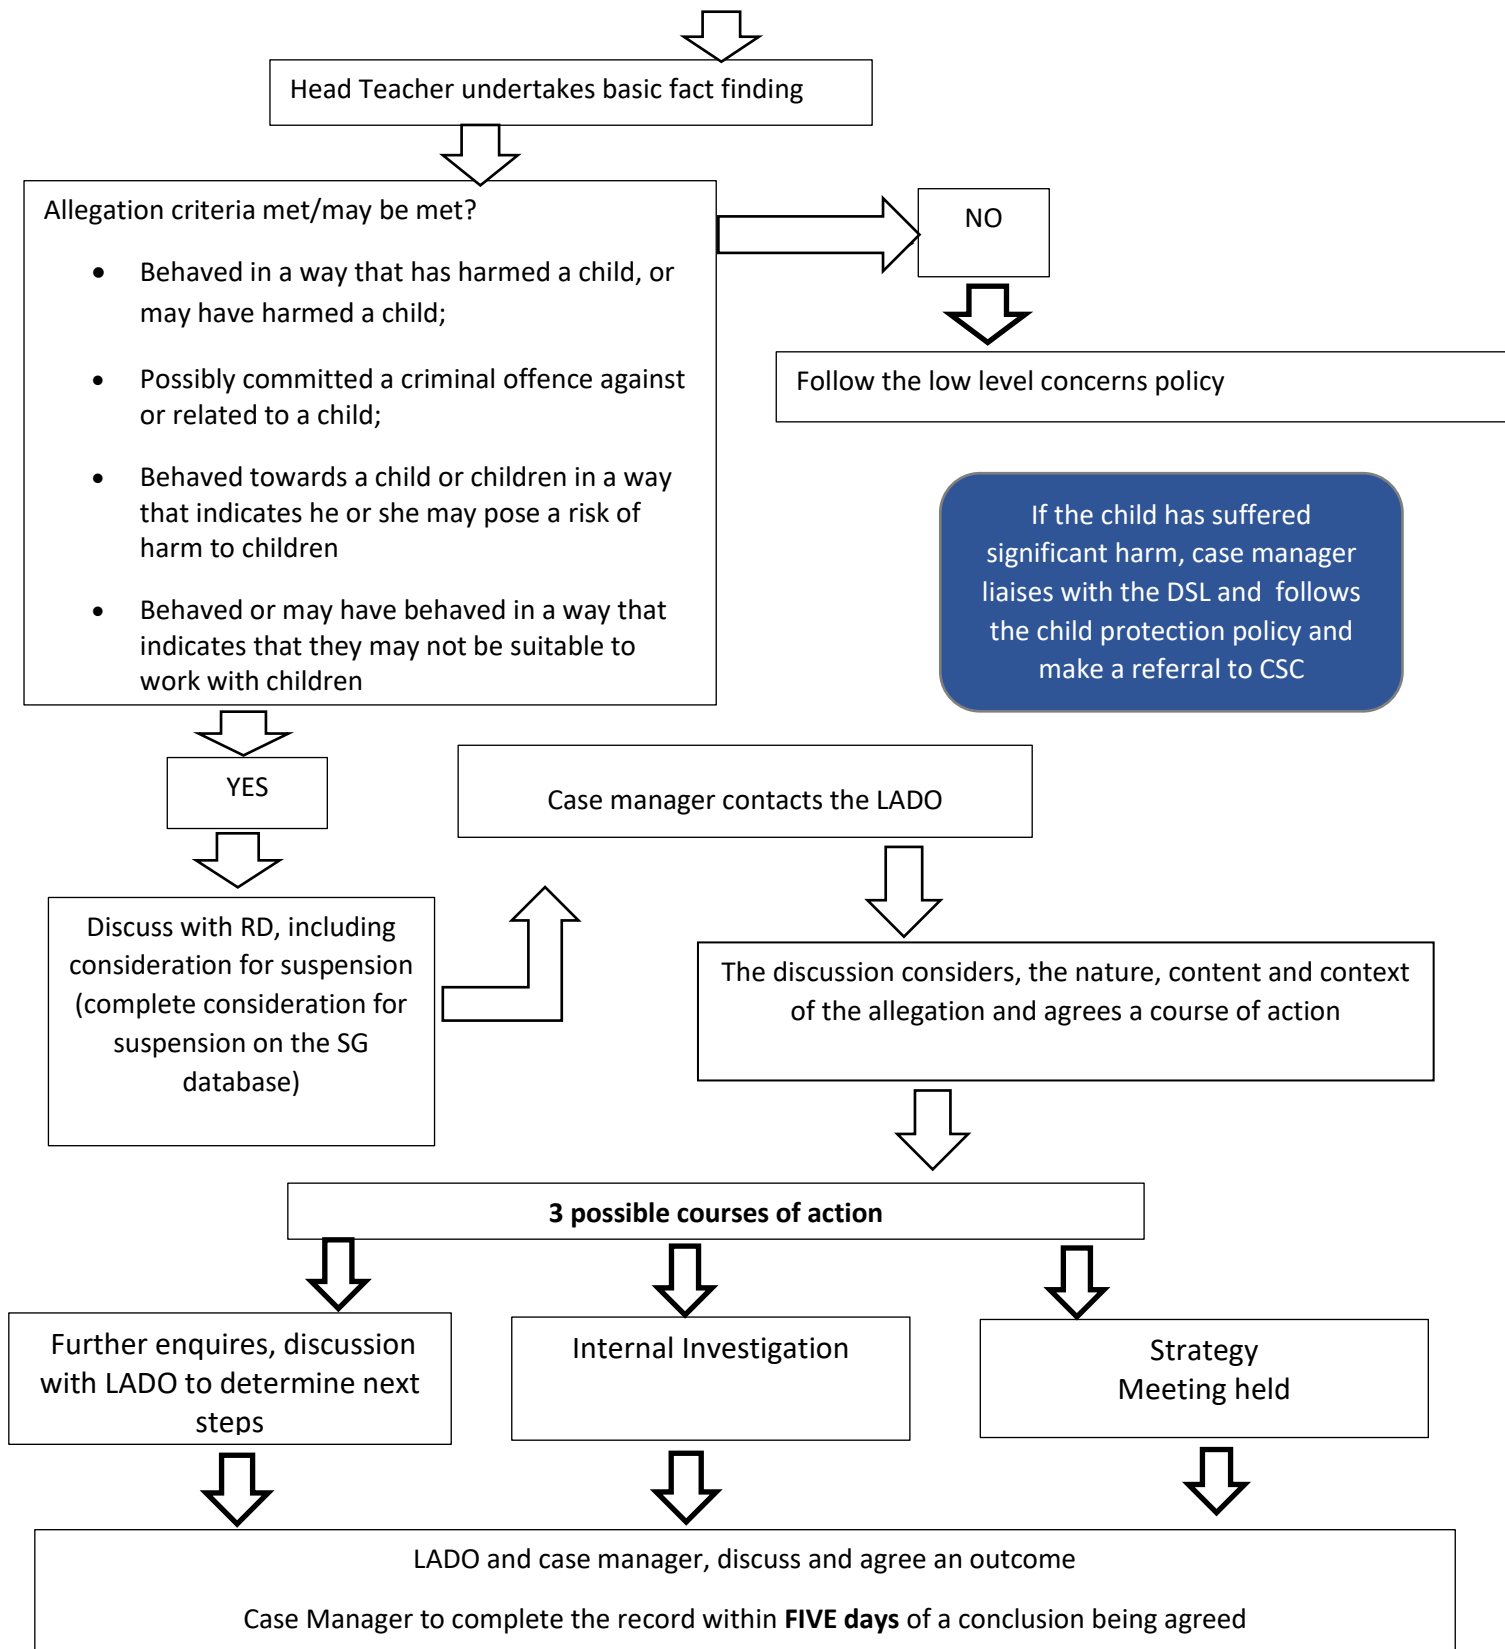 Head Teacher undertakes basic fact finding
Allegation criteria met/may be met?
• Behaved in a way that has harmed a child, or
may have harmed a child;
• Possibly committed a criminal offence against
or related to a child;
• Behaved towards a child or children in a way
that indicates he or she may pose a risk of
harm to children
• Behaved or may have behaved in a way that
indicates that they may not be suitable to
work with children
NO
Follow the low level concerns policy
If the child has suffered
significant harm, case manager
liaises with the DSL and follows
the child protection policy and
make a referral to CSC
YES
Discuss with RD, including
consideration for suspension
(complete consideration for
suspension on the SG
database)
Case manager contacts the LADO
The discussion considers, the nature, content and context
of the allegation and agrees a course of action
3 possible courses of action
Further enquires, discussion
with LADO to determine next
steps
Internal Investigation
Strategy
Meeting held
LADO and case manager, discuss and agree an outcome
Case Manager to complete the record within FIVE days of a conclusion being agreed